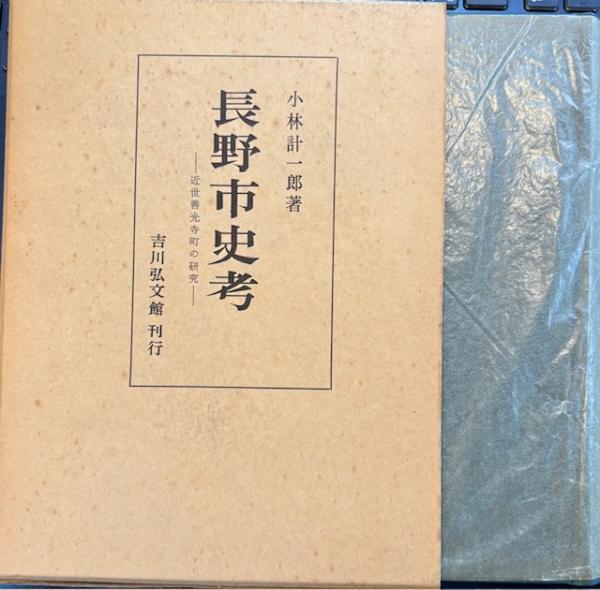 小林計一郎著
長野市史考
―近世善光寺町の研究―
吉川弘文館 刊行